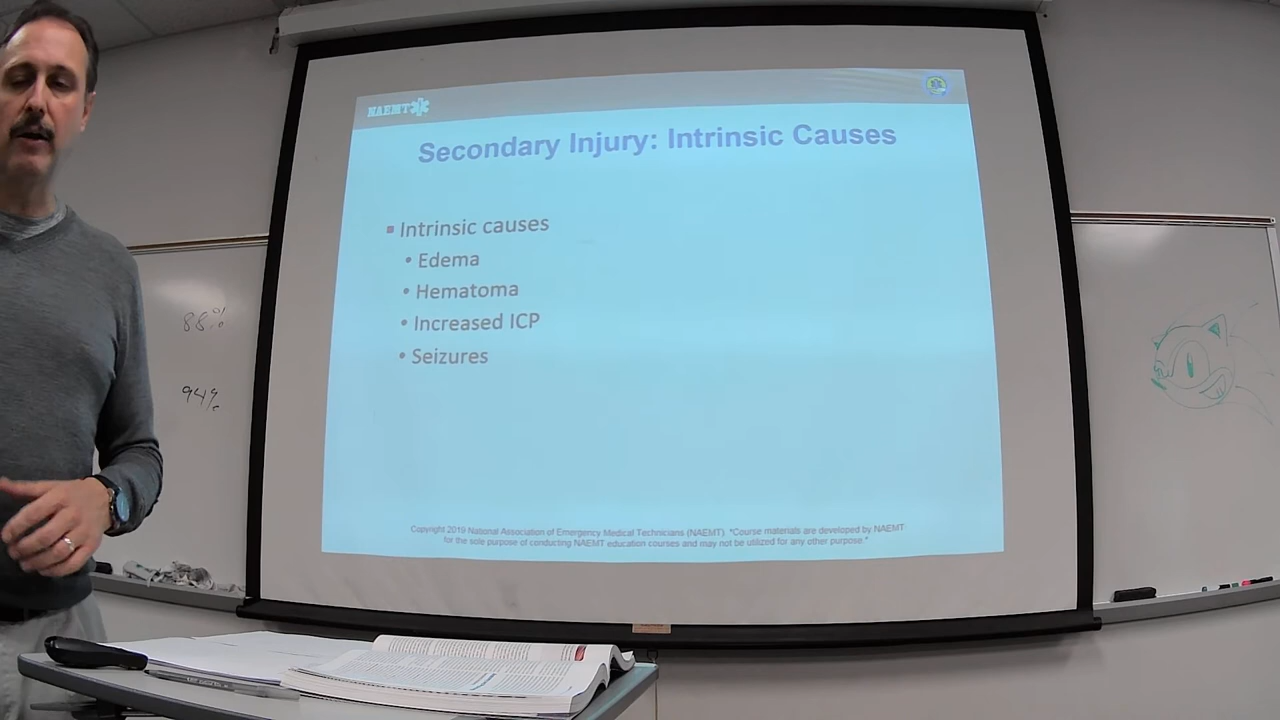 NAEMT
Secondary Injury: Intrinsic Causes
Intrinsic causes
• Edema
• Hematoma
• Increased ICP
• Seizures
Copyright 2019 National Association of Emergency Medical Technicians (NAEMT) *Course materials are developed by NAEMT
for the sole purpose of conducting NAEMT education courses and may not be utilized for any other purpose.*
88%
94%